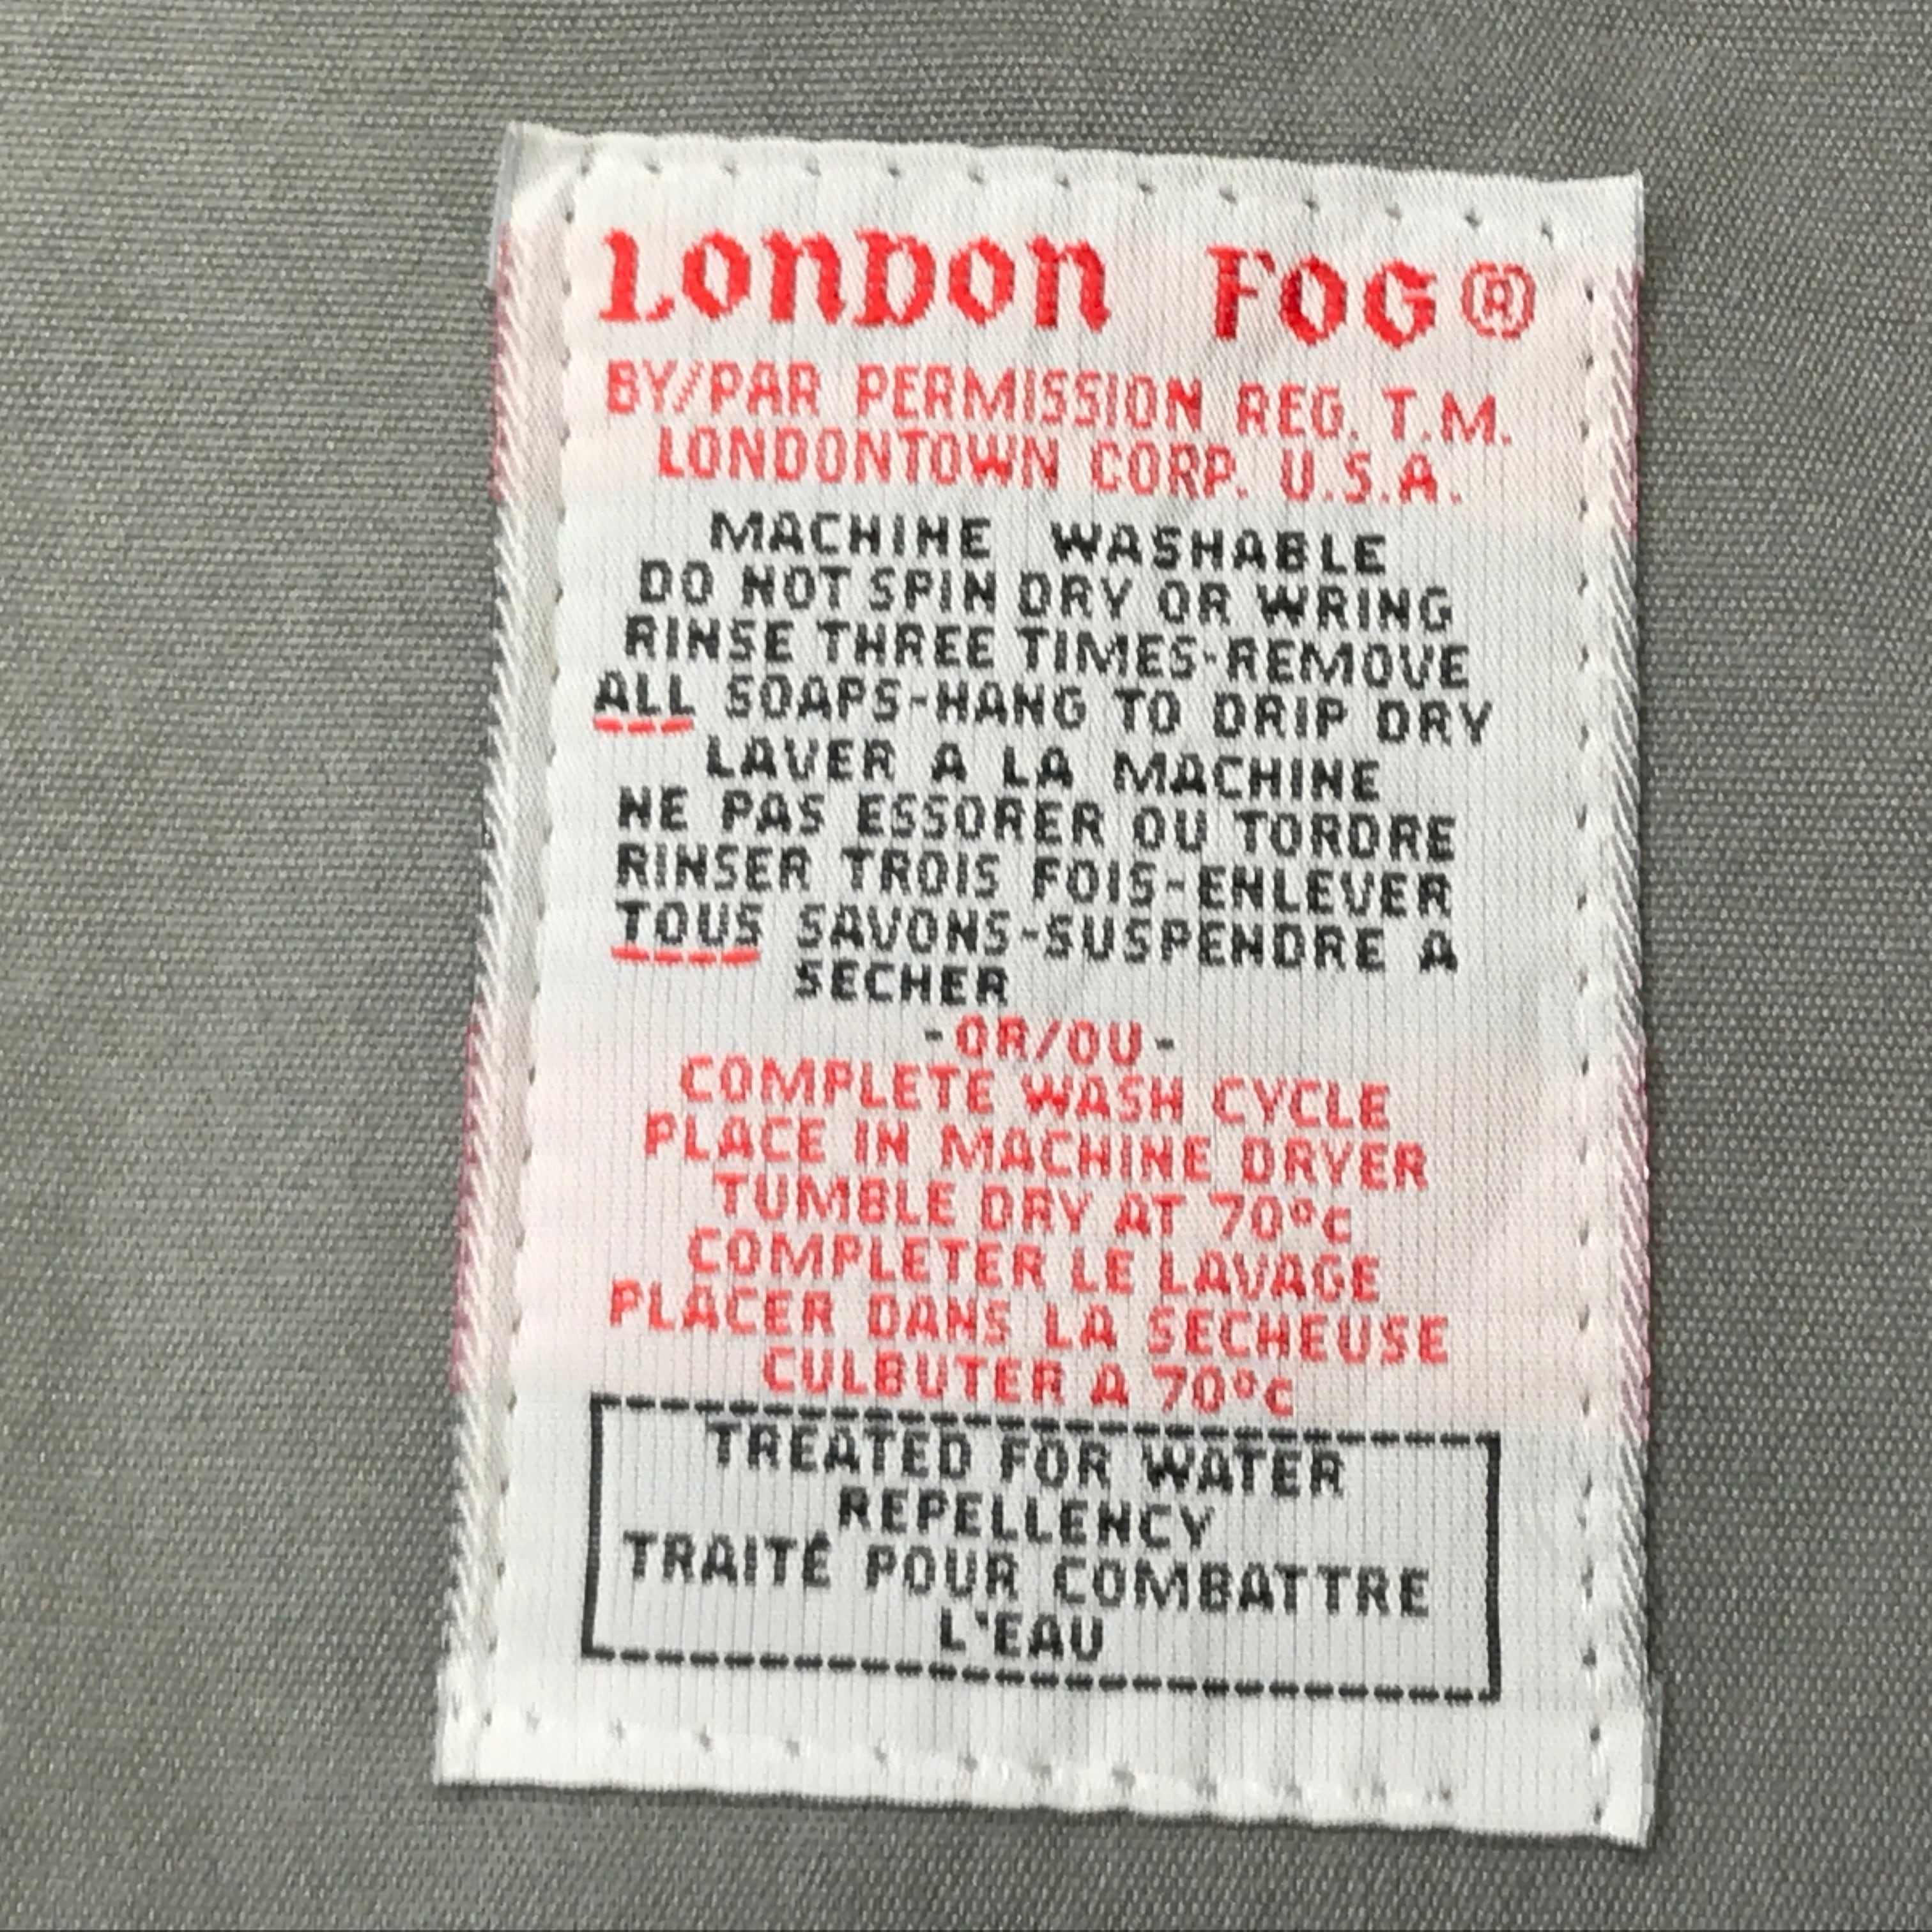 LONDON FOG®
BY/PAR PERMISSION REG. T.M.
LONDONTOWN CORP. U.S.A.
MACHINE WASHABLE
DO NOT SPIN DRY OR WRING
RINSE THREE TIMES-REMOVE
ALL SOAPS-HANG TO DRIP DRY
LAVER A LA MACHINE
NE PAS ESSORER OU TORDRE
RINSER TROIS FOIS-ENLEVER
TOUS SAVONS-SUSPENDRE A
SECHER
-OR/OU-
COMPLETE WASH CYCLE
PLACE IN MACHINE DRYER
TUMBLE DRY AT 70°C
COMPLETER LE LAVAGE
PLACER DANS LA SECHEUSE
CULBUTER A 70°C
TREATED FOR WATER
REPELLENCY
TRAITÉ POUR COMBATTRE
L'EAU